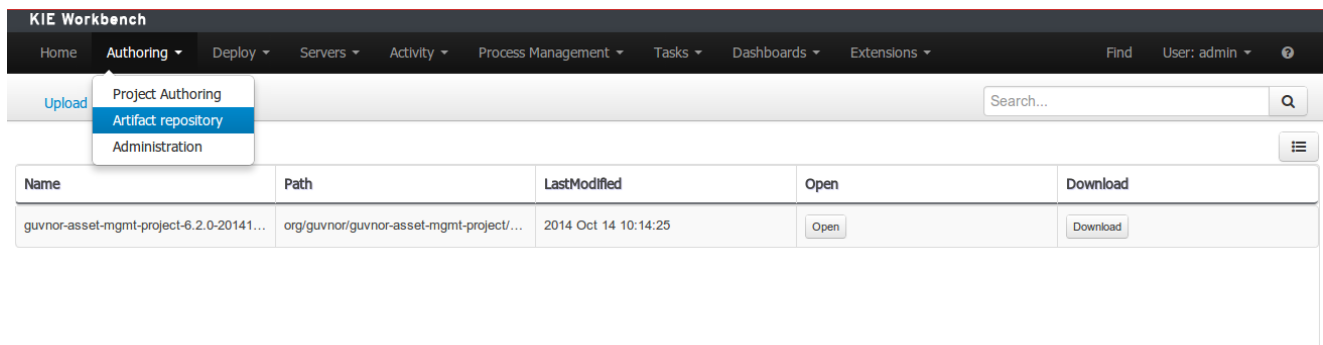 KIE Workbench
Home Authoring Deploy Servers Activity Process Management Tasks Dashboards Extensions Find User: admin
Upload
Project Authoring
Artifact repository
Administration
Search...
Name Path LastModified Open Download
guvnor-asset-mgmt-project-6.2.0-20141... org/guvnor/guvnor-asset-mgmt-project/... 2014 Oct 14 10:14:25 Open Download